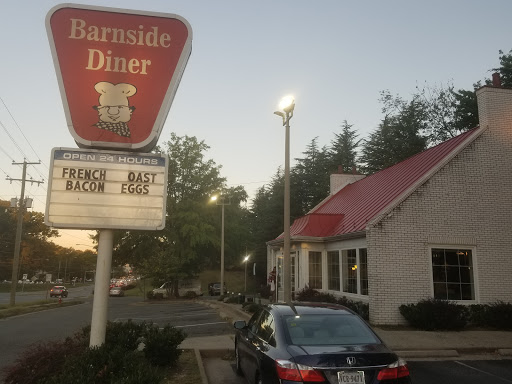 Barnside
Diner
OPEN 24 HOURS
FRENCH OAST
BACON EGGS